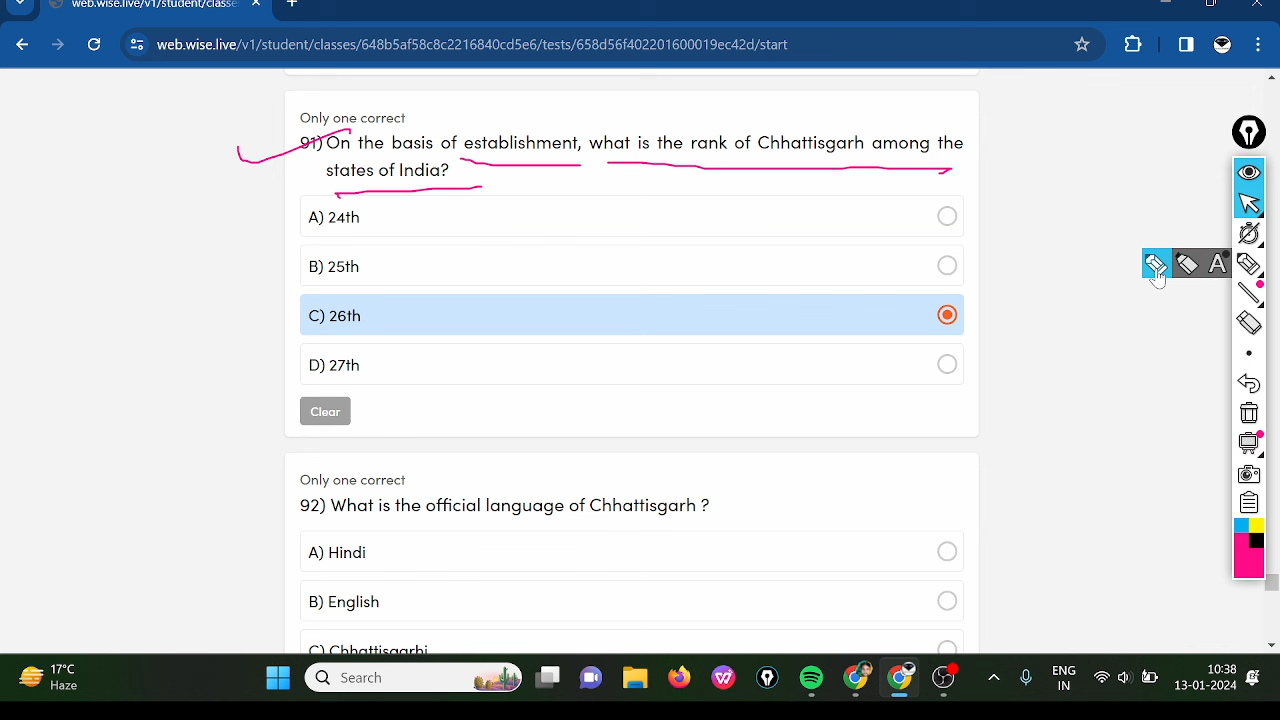 web.wise.live/v1/student/classe
web.wise.live/v1/student/classes/648b5af58c8c2216840cd5e6/tests/658d56f402201600019ec42d/start
Only one correct
91) On the basis of establishment, what is the rank of Chhattisgarh among the
states of India?
A) 24th
B) 25th
C) 26th
D) 27th
Clear
Only one correct
92) What is the official language of Chhattisgarh ?
A) Hindi
B) English
C) Chhattisgarhi
A
17°C
Haze
Search
ENG
IN
10:38
13-01-2024